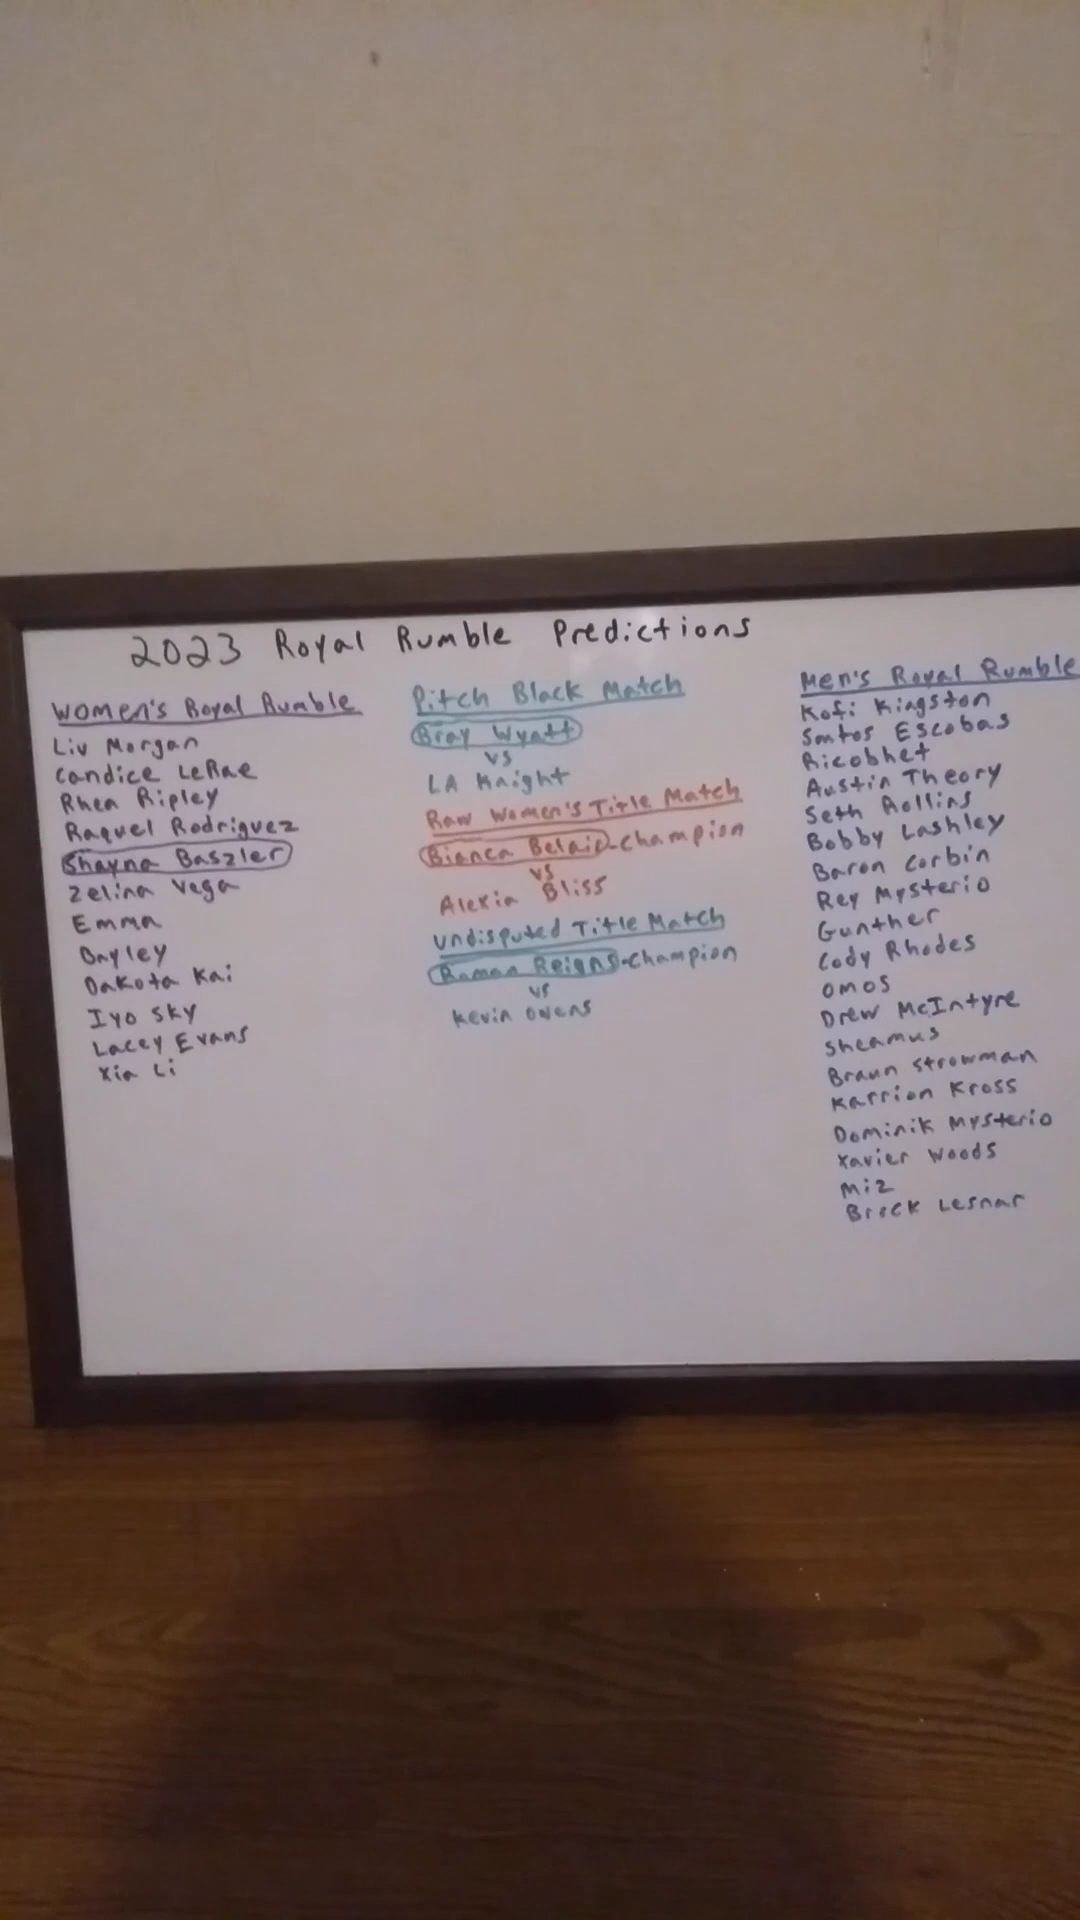 2023 Royal Rumble Predictions
Women's Royal Rumble
Liv Morgan
Candice LeRae
Rhea Ripley
Raquel Rodriguez
Shayna Baszler
Zelina Vega
Emma
Bayley
Dakota Kai
Iyo Sky
Lacey Evans
Xia Li
Pitch Black Match
Bray Wyatt
vs
LA Knight
Raw Women's Title Match
Bianca Belair-Champion
vs
Alexia Bliss
Undisputed Title Match
Roman Reigns-Champion
vs
Kevin Owens
Men's Royal Rumble
Kofi Kingston
Santos Escobas
Ricobhet
Austin Theory
Seth Rollins
Bobby Lashley
Baron Corbin
Rey Mysterio
Gunther
Cody Rhodes
Omos
Drew McIntyre
Sheamus
Braun Strowman
Karrion Kross
Dominik Mysterio
Xavier Woods
Miz
Brock Lesnar